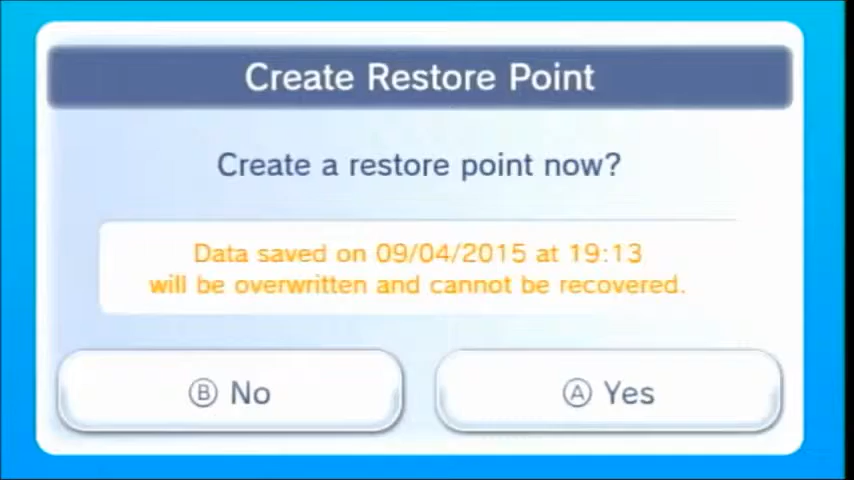 Create Restore Point
Create a restore point now?
Data saved on 09/04/2015 at 19:13
will be overwritten and cannot be recovered.
Ⓑ No
Ⓐ Yes